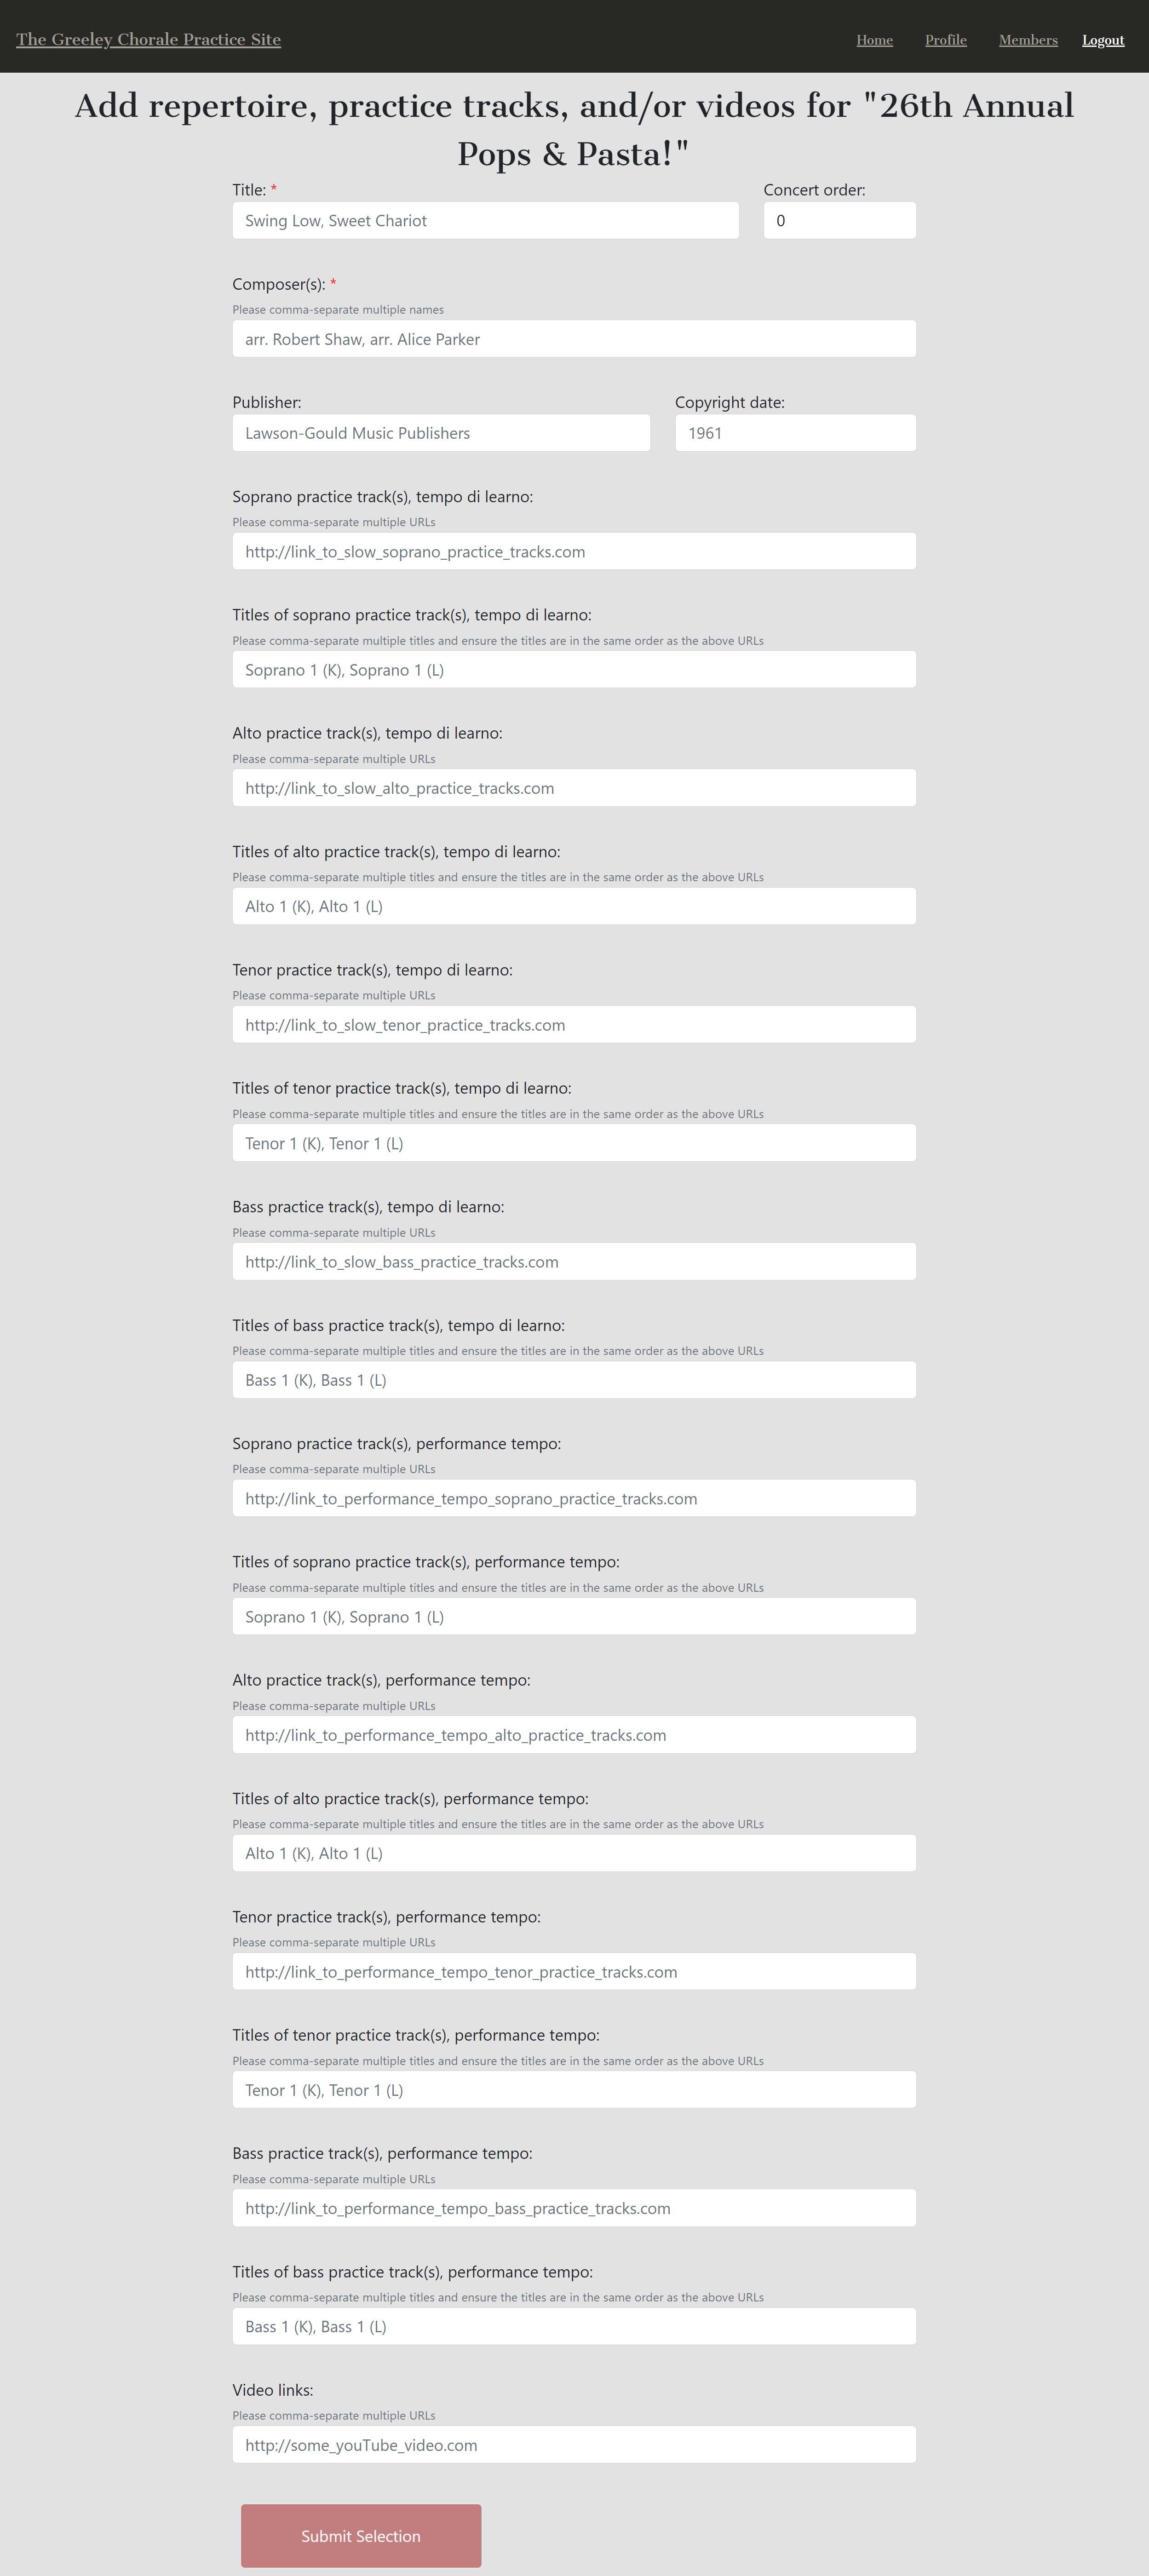 The Greeley Chorale Practice Site
Home Profile Members Logout
Add repertoire, practice tracks, and/or videos for "26th Annual
Pops & Pasta!"
Title: * Concert order:
Swing Low, Sweet Chariot 0
Composer(s): *
Please comma-separate multiple names
arr. Robert Shaw, arr. Alice Parker
Publisher: Copyright date:
Lawson-Gould Music Publishers 1961
Soprano practice track(s), tempo di learno:
Please comma-separate multiple URLs
http://link_to_slow_soprano_practice_tracks.com
Titles of soprano practice track(s), tempo di learno:
Please comma-separate multiple titles and ensure the titles are in the same order as the above URLs
Soprano 1 (K), Soprano 1 (L)
Alto practice track(s), tempo di learno:
Please comma-separate multiple URLs
http://link_to_slow_alto_practice_tracks.com
Titles of alto practice track(s), tempo di learno:
Please comma-separate multiple titles and ensure the titles are in the same order as the above URLs
Alto 1 (K), Alto 1 (L)
Tenor practice track(s), tempo di learno:
Please comma-separate multiple URLs
http://link_to_slow_tenor_practice_tracks.com
Titles of tenor practice track(s), tempo di learno:
Please comma-separate multiple titles and ensure the titles are in the same order as the above URLs
Tenor 1 (K), Tenor 1 (L)
Bass practice track(s), tempo di learno:
Please comma-separate multiple URLs
http://link_to_slow_bass_practice_tracks.com
Titles of bass practice track(s), tempo di learno:
Please comma-separate multiple titles and ensure the titles are in the same order as the above URLs
Bass 1 (K), Bass 1 (L)
Soprano practice track(s), performance tempo:
Please comma-separate multiple URLs
http://link_to_performance_tempo_soprano_practice_tracks.com
Titles of soprano practice track(s), performance tempo:
Please comma-separate multiple titles and ensure the titles are in the same order as the above URLs
Soprano 1 (K), Soprano 1 (L)
Alto practice track(s), performance tempo:
Please comma-separate multiple URLs
http://link_to_performance_tempo_alto_practice_tracks.com
Titles of alto practice track(s), performance tempo:
Please comma-separate multiple titles and ensure the titles are in the same order as the above URLs
Alto 1 (K), Alto 1 (L)
Tenor practice track(s), performance tempo:
Please comma-separate multiple URLs
http://link_to_performance_tempo_tenor_practice_tracks.com
Titles of tenor practice track(s), performance tempo:
Please comma-separate multiple titles and ensure the titles are in the same order as the above URLs
Tenor 1 (K), Tenor 1 (L)
Bass practice track(s), performance tempo:
Please comma-separate multiple URLs
http://link_to_performance_tempo_bass_practice_tracks.com
Titles of bass practice track(s), performance tempo:
Please comma-separate multiple titles and ensure the titles are in the same order as the above URLs
Bass 1 (K), Bass 1 (L)
Video links:
Please comma-separate multiple URLs
http://some_youTube_video.com
Submit Selection